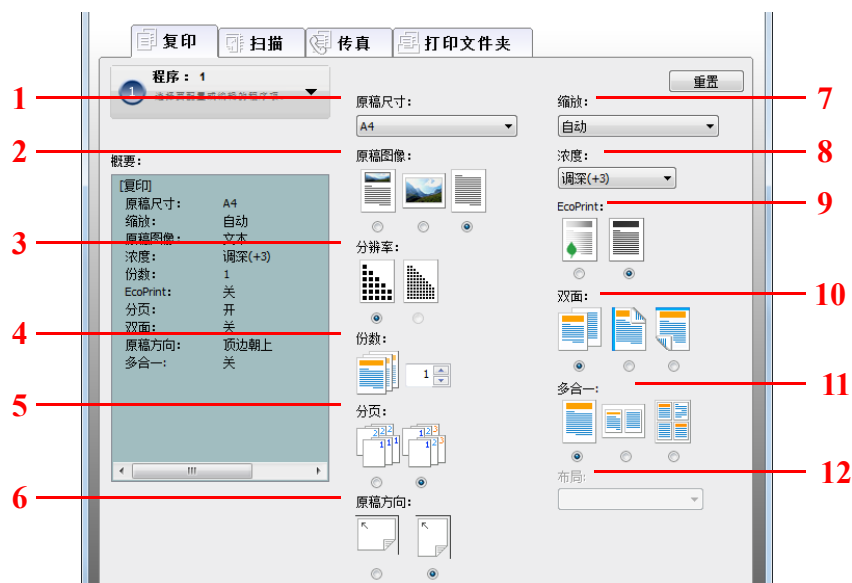 复印
扫描
传真
打印文件夹
程序: 1
重置
1
原稿尺寸:
A4
2
原稿图像:
3
分辨率:
4
份数:
1
5
分页:
6
原稿方向:
概要:
[复印]
原稿尺寸: A4
缩放: 自动
原稿图像: 文本
浓度: 调深(+3)
份数: 1
EcoPrint: 关
分页: 开
双面: 关
原稿方向: 顶边朝上
多合一: 关
缩放:
7
自动
浓度:
8
调深(+3)
EcoPrint:
9
双面:
10
多合一:
11
布局:
12